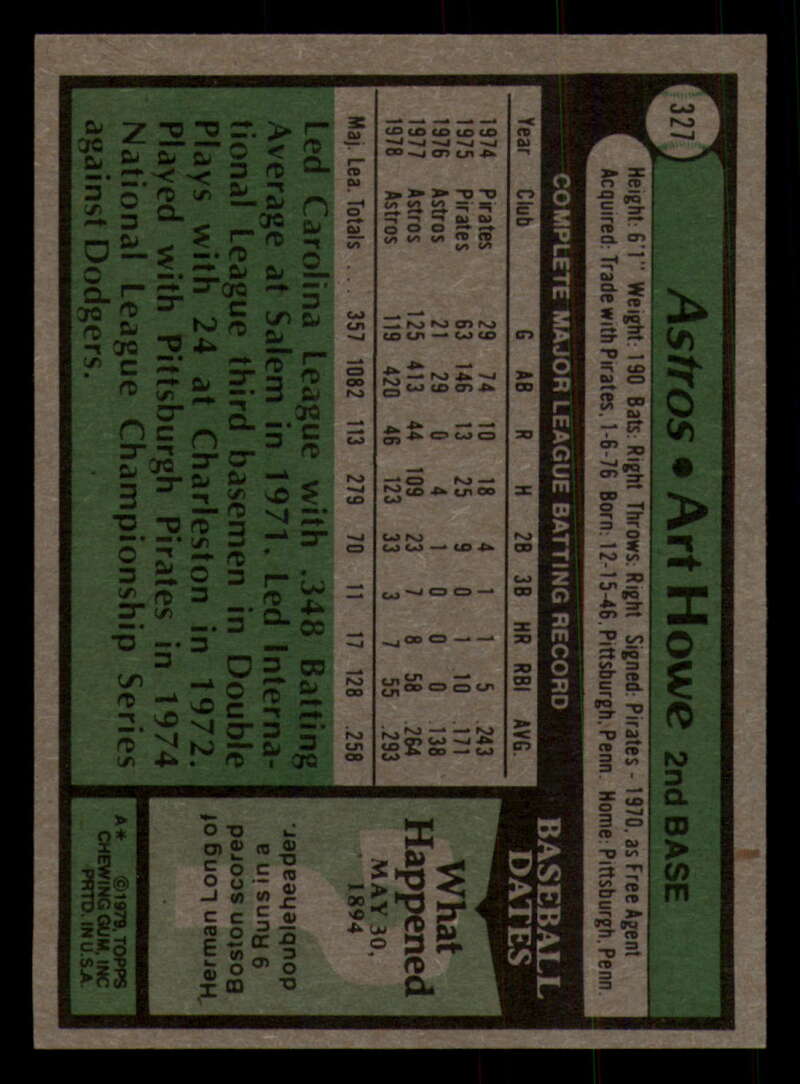 327
Astros • Art Howe 2nd BASE
Height: 6'1" Weight: 190 Bats: Right Throws: Right Signed: Pirates - 1970, as Free Agent
Acquired: Trade with Pirates, 1-6-76 Born: 12-15-46, Pittsburgh, Penn. Home: Pittsburgh, Penn.
COMPLETE MAJOR LEAGUE BATTING RECORD
Year Club G AB R H 2B 3B HR RBI AVG.
1974 Pirates 29 74 10 18 4 1 1 5 .243
1975 Pirates 63 146 13 25 9 0 1 10 .171
1976 Astros 21 29 0 4 1 0 0 0 .138
1977 Astros 125 413 44 109 23 7 8 58 .264
1978 Astros 119 420 46 123 33 3 7 55 .293
Maj. Lea. Totals .... 357 1082 113 279 70 11 17 128 .258
Led Carolina League with .348 Batting
Average at Salem in 1971. Led Interna-
tional League third basemen in Double
Plays with 24 at Charleston in 1972.
Played with Pittsburgh Pirates in 1974
National League Championship Series
against Dodgers.
BASEBALL
DATES
What
Happened
MAY 30,
1894
Herman Long of
Boston scored
9 Runs in a
doubleheader.
A* ©1979 TOPPS
CHEWING GUM, INC
PRTD. IN U.S.A.